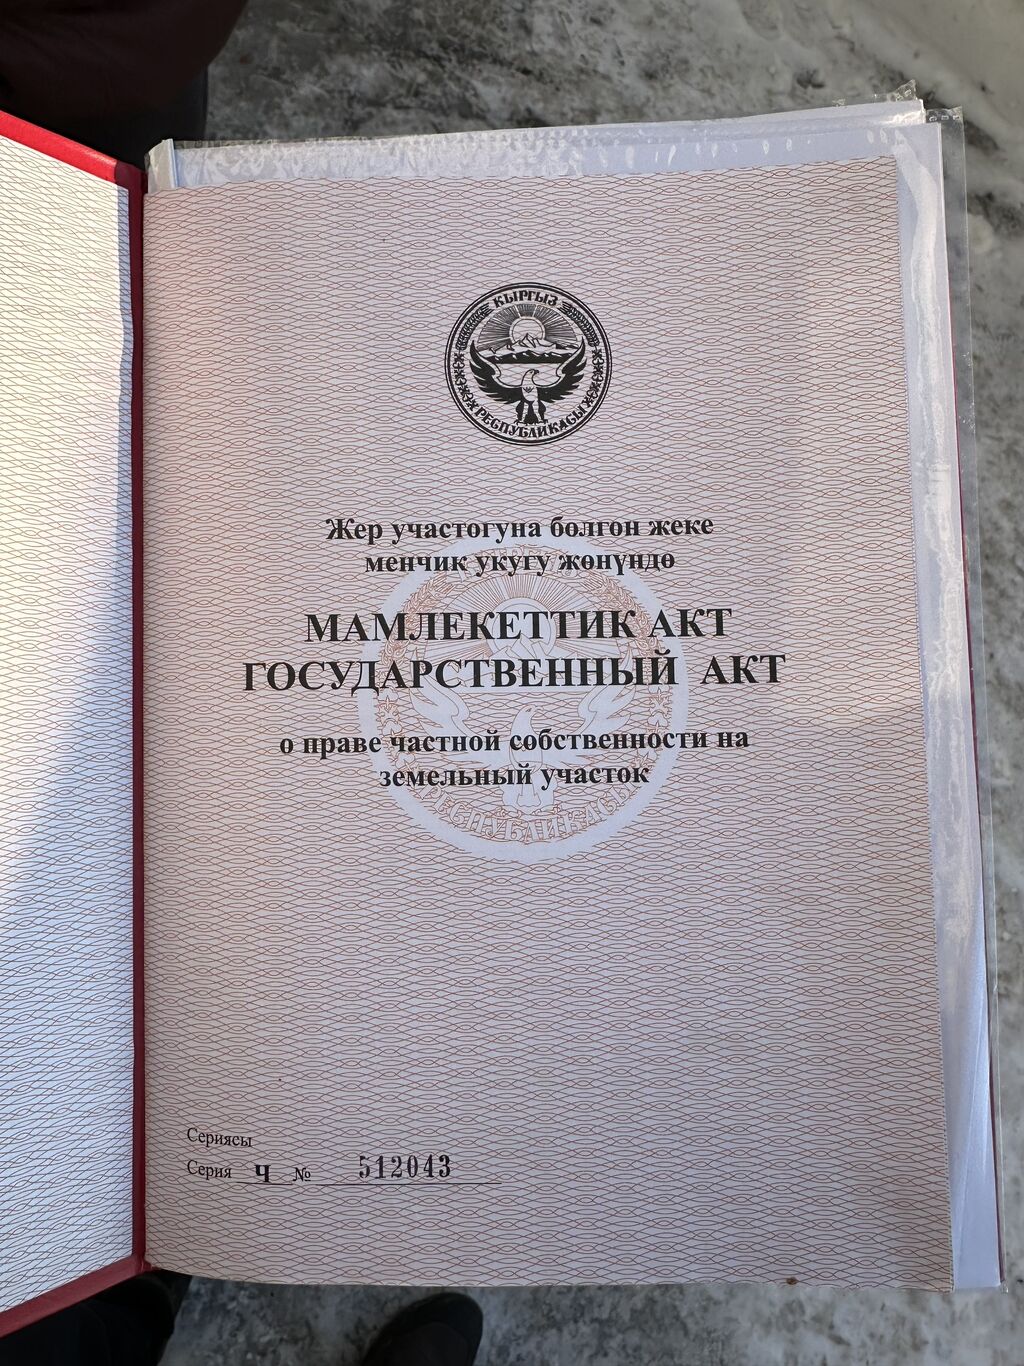 КЫРГЫЗ
РЕСПУБЛИКАСЫ
Жер участогуна болгон жеке
менчик укугу жөнүндө
МАМЛЕКЕТТИК АКТ
ГОСУДАРСТВЕННЫЙ АКТ
о праве частной собственности на
земельный участок
РЕСПУБЛИКАСЫ
Сериясы
Серия Ч № 512043